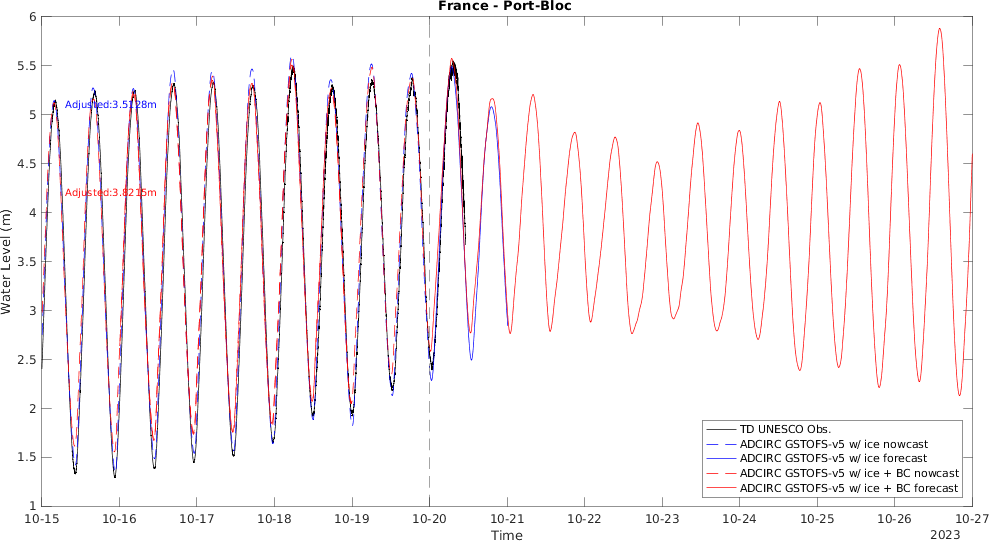 France - Port-Bloc
6
5.5
5
4.5
4
3.5
3
2.5
2
1.5
1
Water Level (m)
Adjusted:3.5128m
Adjusted:3.8215m
TD UNESCO Obs.
ADCIRC GSTOFS-v5 w/ ice nowcast
ADCIRC GSTOFS-v5 w/ ice forecast
ADCIRC GSTOFS-v5 w/ ice + BC nowcast
ADCIRC GSTOFS-v5 w/ ice + BC forecast
10-15 10-16 10-17 10-18 10-19 10-20 10-21 10-22 10-23 10-24 10-25 10-26 10-27
Time
2023